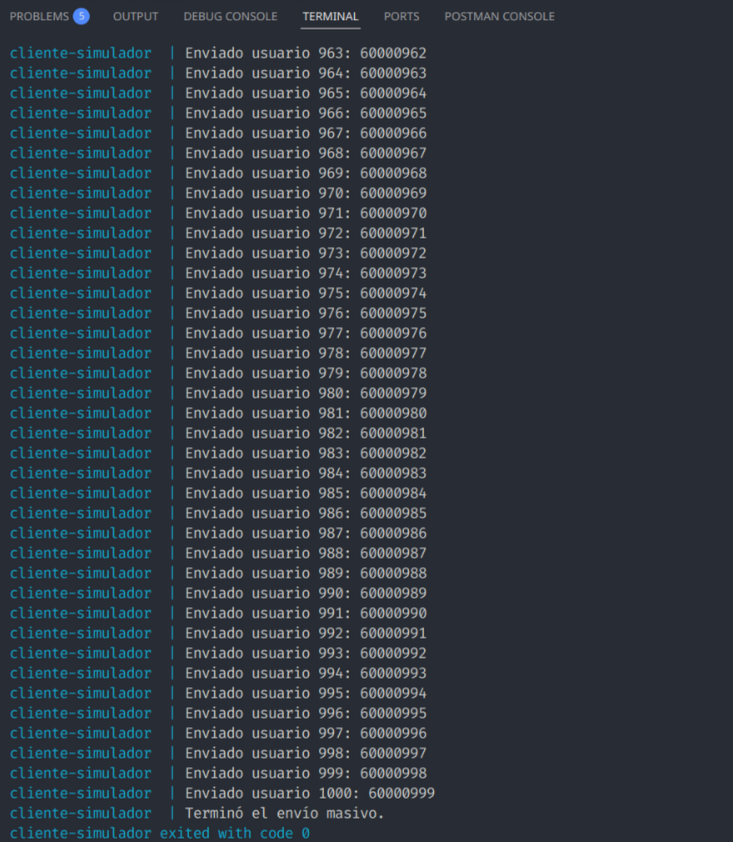 PROBLEMS 5 OUTPUT DEBUG CONSOLE TERMINAL PORTS POSTMAN CONSOLE
cliente-simulador | Enviado usuario 963: 60000962
cliente-simulador | Enviado usuario 964: 60000963
cliente-simulador | Enviado usuario 965: 60000964
cliente-simulador | Enviado usuario 966: 60000965
cliente-simulador | Enviado usuario 967: 60000966
cliente-simulador | Enviado usuario 968: 60000967
cliente-simulador | Enviado usuario 969: 60000968
cliente-simulador | Enviado usuario 970: 60000969
cliente-simulador | Enviado usuario 971: 60000970
cliente-simulador | Enviado usuario 972: 60000971
cliente-simulador | Enviado usuario 973: 60000972
cliente-simulador | Enviado usuario 974: 60000973
cliente-simulador | Enviado usuario 975: 60000974
cliente-simulador | Enviado usuario 976: 60000975
cliente-simulador | Enviado usuario 977: 60000976
cliente-simulador | Enviado usuario 978: 60000977
cliente-simulador | Enviado usuario 979: 60000978
cliente-simulador | Enviado usuario 980: 60000979
cliente-simulador | Enviado usuario 981: 60000980
cliente-simulador | Enviado usuario 982: 60000981
cliente-simulador | Enviado usuario 983: 60000982
cliente-simulador | Enviado usuario 984: 60000983
cliente-simulador | Enviado usuario 985: 60000984
cliente-simulador | Enviado usuario 986: 60000985
cliente-simulador | Enviado usuario 987: 60000986
cliente-simulador | Enviado usuario 988: 60000987
cliente-simulador | Enviado usuario 989: 60000988
cliente-simulador | Enviado usuario 990: 60000989
cliente-simulador | Enviado usuario 991: 60000990
cliente-simulador | Enviado usuario 992: 60000991
cliente-simulador | Enviado usuario 993: 60000992
cliente-simulador | Enviado usuario 994: 60000993
cliente-simulador | Enviado usuario 995: 60000994
cliente-simulador | Enviado usuario 996: 60000995
cliente-simulador | Enviado usuario 997: 60000996
cliente-simulador | Enviado usuario 998: 60000997
cliente-simulador | Enviado usuario 999: 60000998
cliente-simulador | Enviado usuario 1000: 60000999
cliente-simulador | Terminó el envío masivo.
cliente-simulador exited with code 0